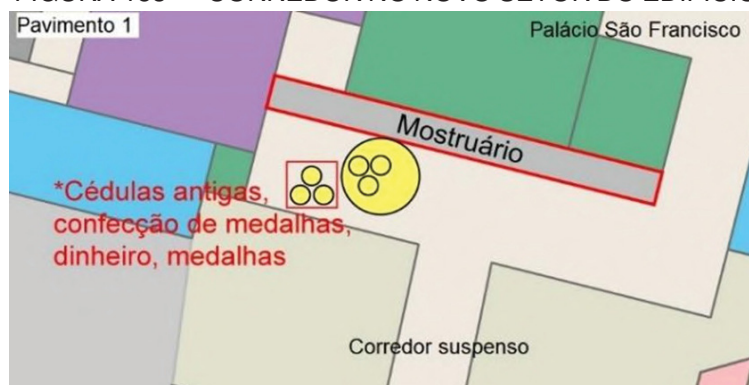 Pavimento 1
Palácio São Francisco
Mostruário
*Cédulas antigas,
confecção de medalhas,
dinheiro, medalhas
Corredor suspenso